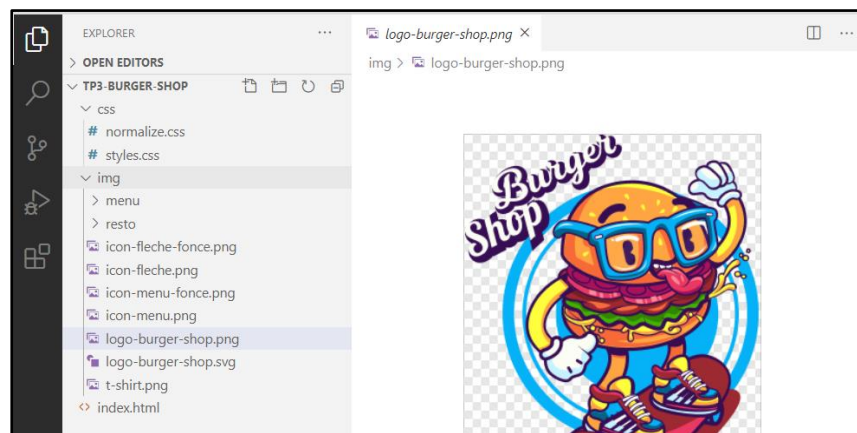 EXPLORER
OPEN EDITORS
TP3-BURGER-SHOP
css
# normalize.css
# styles.css
img
menu
resto
icon-fleche-fonce.png
icon-fleche.png
icon-menu-fonce.png
icon-menu.png
logo-burger-shop.png
logo-burger-shop.svg
t-shirt.png
index.html
logo-burger-shop.png
img > logo-burger-shop.png
Burger
Shop